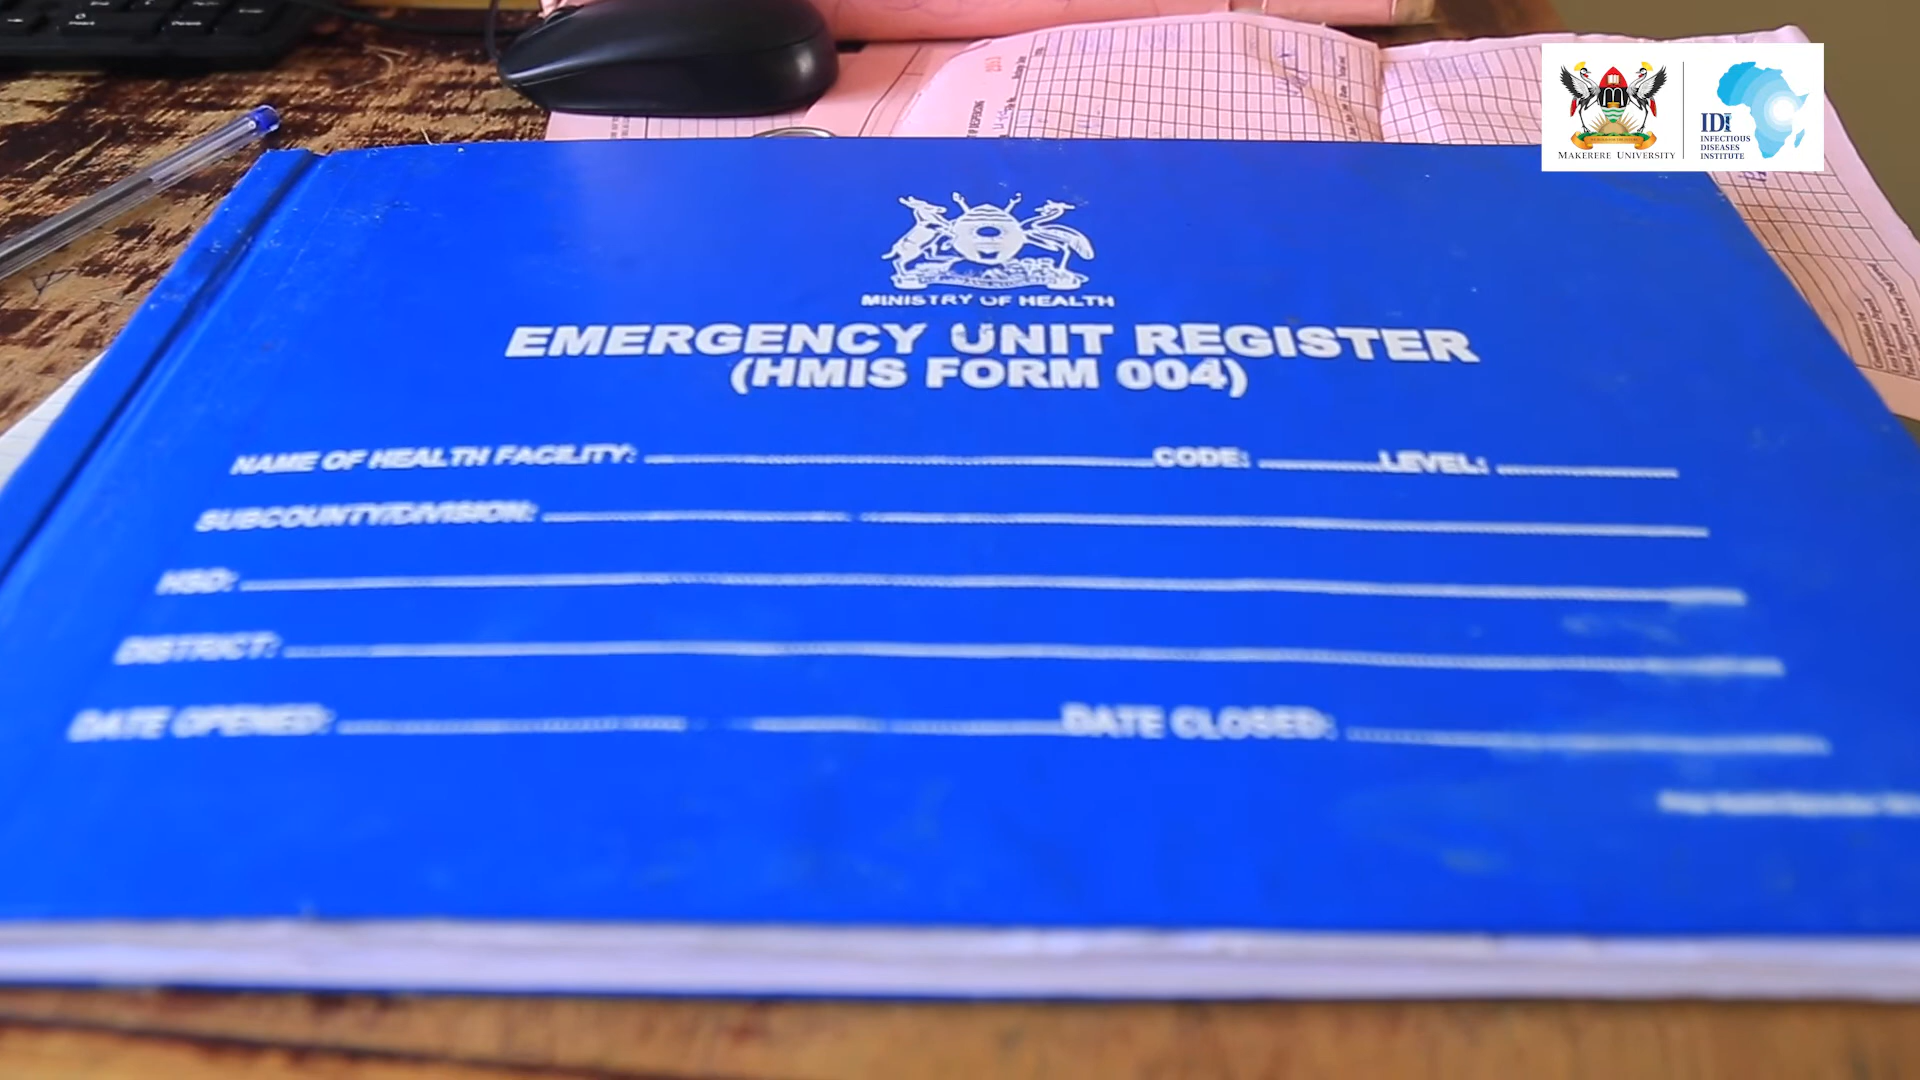 MAKERERE UNIVERSITY
IDI
INFECTIOUS
DISEASES
INSTITUTE
MINISTRY OF HEALTH
EMERGENCY UNIT REGISTER
(HMIS FORM 004)
NAME OF HEALTH FACILITY: CODE: LEVEL:
SUBCOUNTY/DIVISION:
HSD:
DISTRICT:
DATE OPENED: DATE CLOSED: